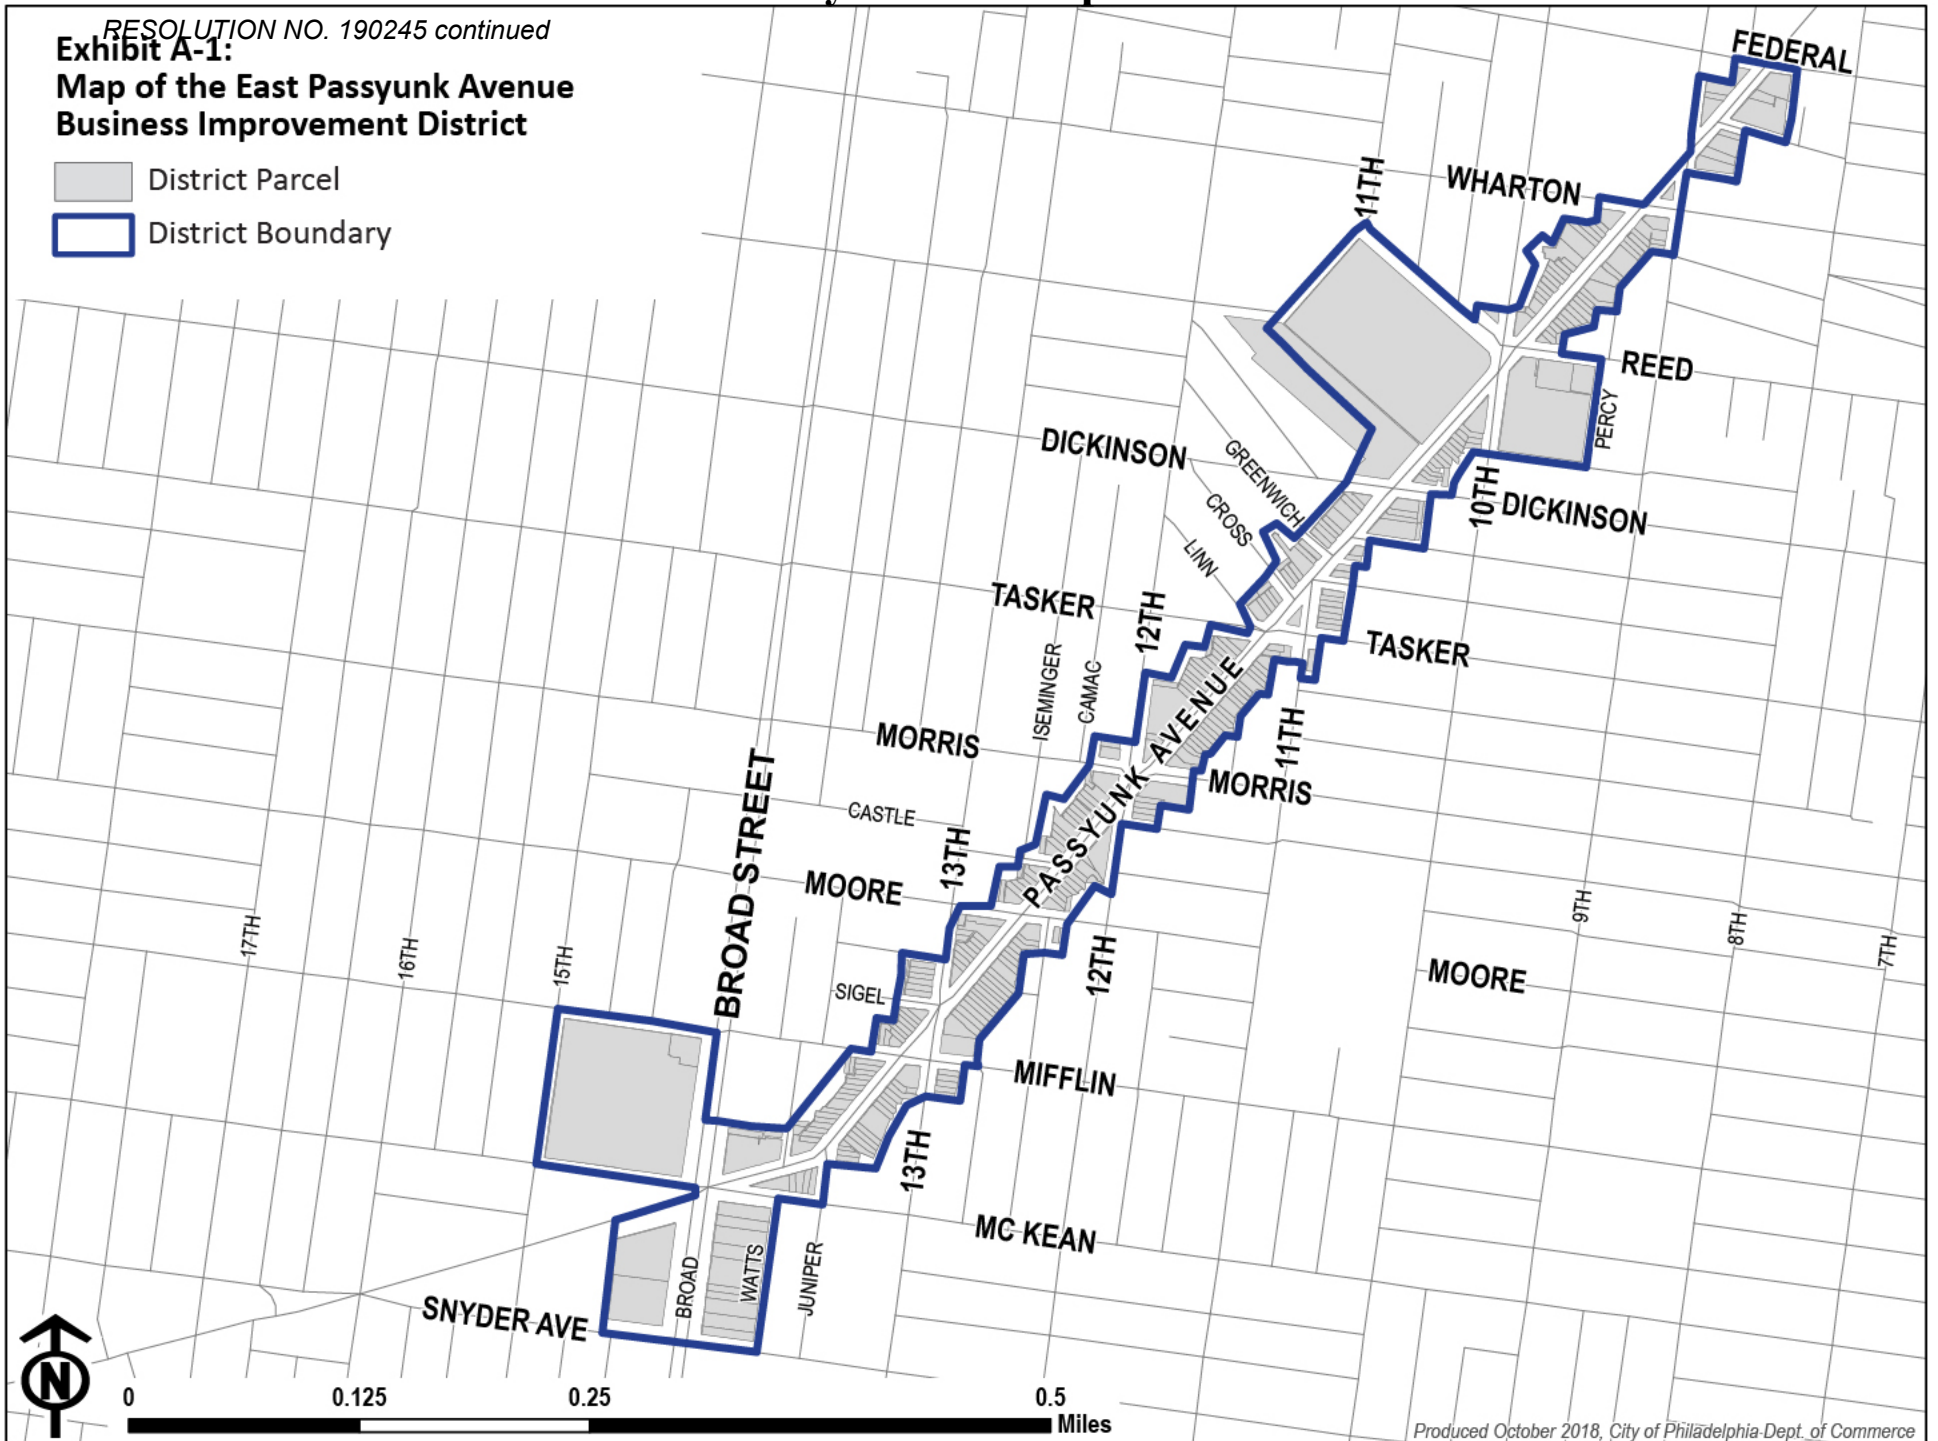 RESOLUTION NO. 190245 continued
Exhibit A-1:
Map of the East Passyunk Avenue
Business Improvement District
District Parcel
District Boundary
FEDERAL
WHARTON
11TH
REED
PERCY
DICKINSON
GREENWICH
CROSS
LINN
10TH
DICKINSON
TASKER
12TH
TASKER
ISEMINGER
CAMAC
PASSYUNK AVENUE
11TH
MORRIS
MORRIS
BROAD STREET
CASTLE
13TH
MOORE
17TH
16TH
15TH
12TH
9TH
8TH
7TH
MOORE
SIGEL
MIFFLIN
13TH
MC KEAN
BROAD
WATTS
JUNIPER
SNYDER AVE
N
0 0.125 0.25 0.5
Miles
Produced October 2018, City of Philadelphia-Dept. of Commerce